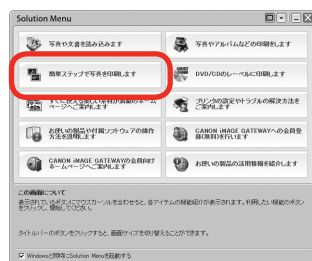 Solution Menu
写真や文書を読み込みます
写真やアルバムなどの印刷をします
簡単ステップで写真を印刷します
DVD/CDのレーベルに印刷します
すぐに使える楽しい素材が満載のホーム
ページへご案内します
プリンタの設定やトラブルの解決方法を
ご案内します
お使いの製品や付属ソフトウェアの操作
方法を説明します
CANON iMAGE GATEWAYへの会員登
録(無料)を行います
CANON iMAGE GATEWAYの会員向け
ホームページへご案内します
お使いの製品の活用情報を紹介します
この画面について
表示されているボタンにマウスカーソルを合わせると、各アイテムの機能紹介が表示されます。利用したい機能のボタン
をクリックし、開始してください。
タイトルバーのボタンをクリックすると、画面サイズを切り替えることができます。
Windowsと同時にSolution Menuを起動する